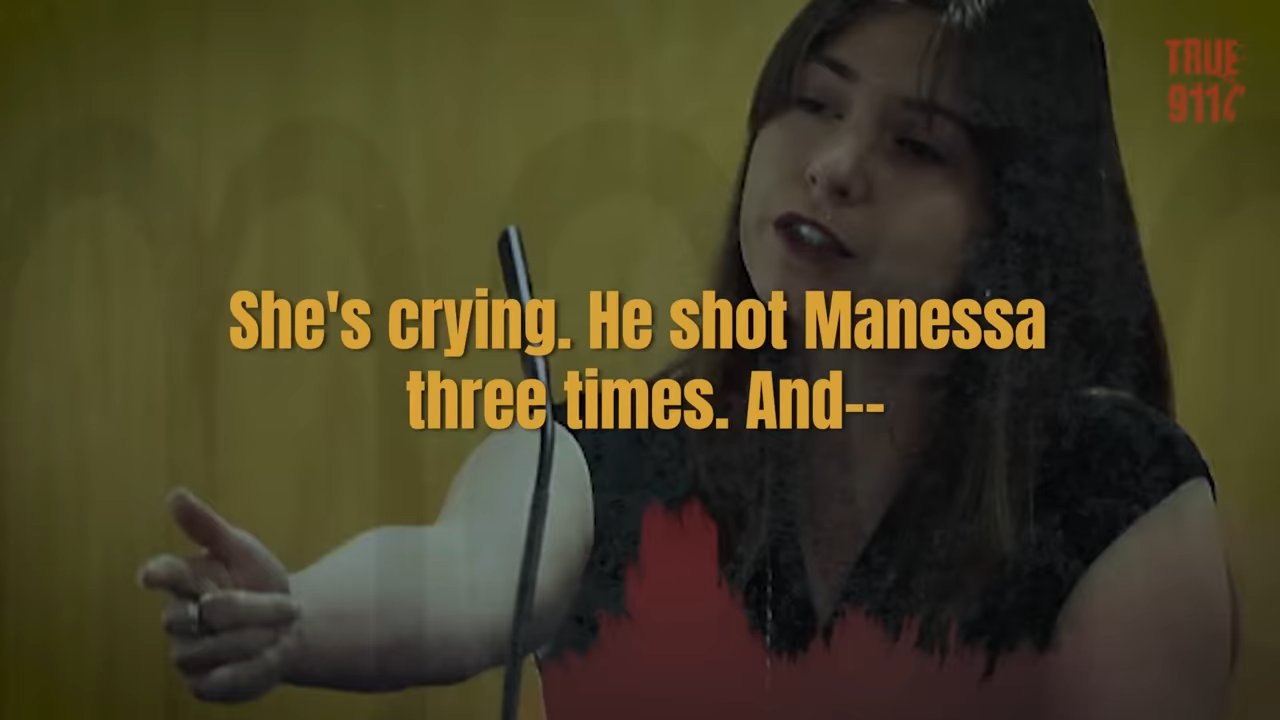 TRUE
911
She's crying. He shot Manessa
three times. And--